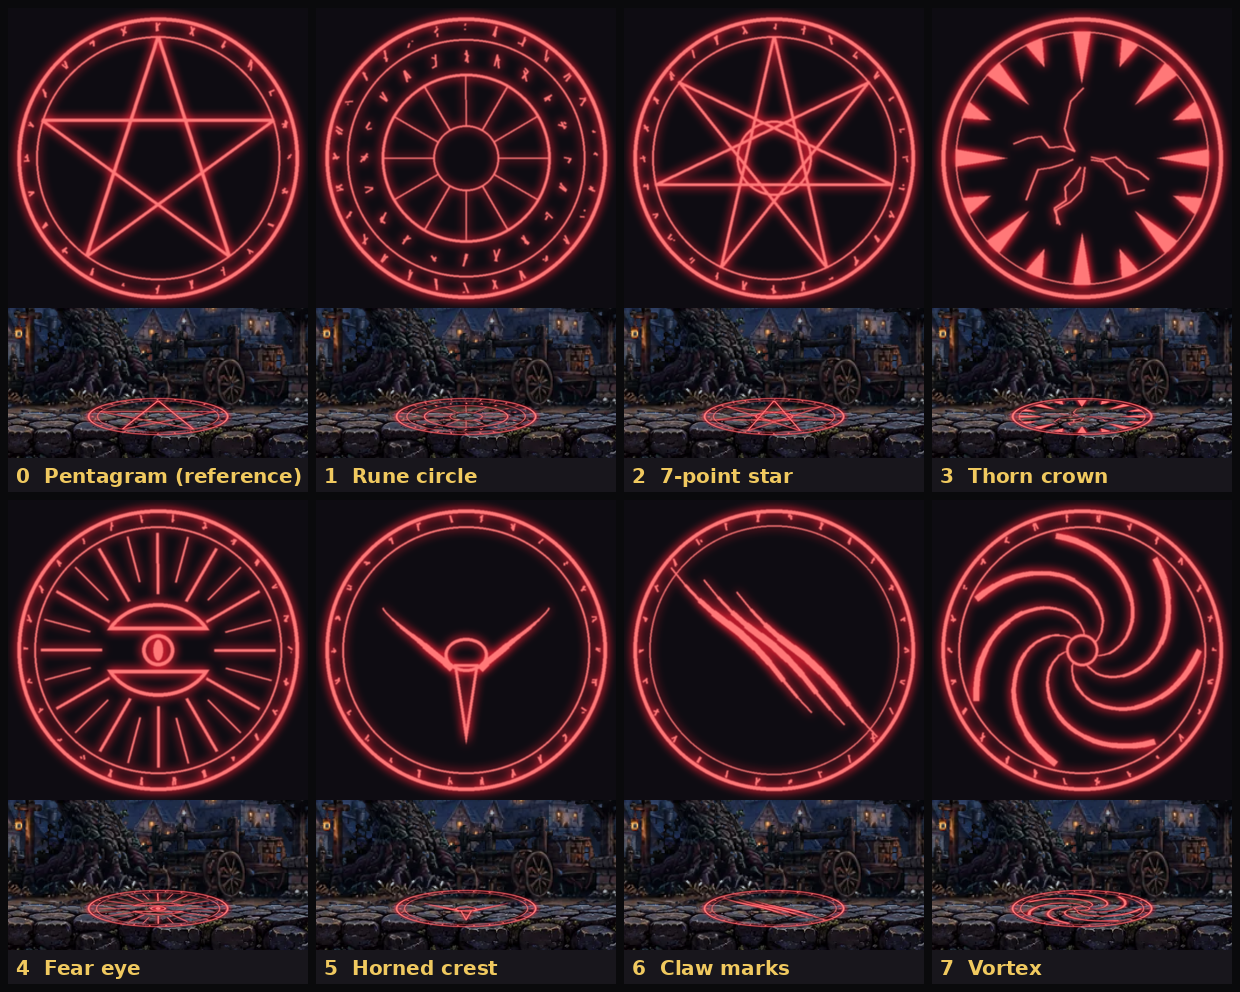 0 Pentagram (reference)
1 Rune circle
2 7-point star
3 Thorn crown
4 Fear eye
5 Horned crest
6 Claw marks
7 Vortex